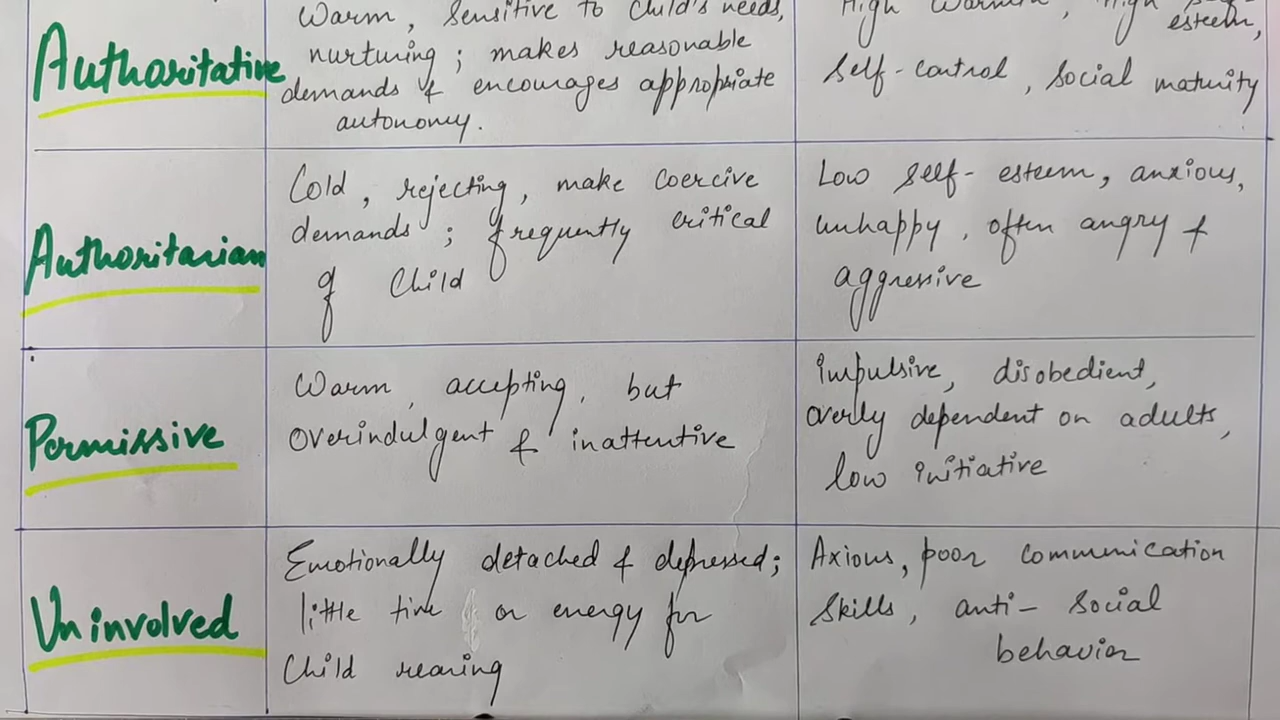 Authoritative
Warm, Sensitive to Child's needs,
nurturing ; makes reasonable
demands & encourages appropriate
autonomy.
High
esteem,
Self-control, Social maturity
Authoritarian
Cold, rejecting, make coercive
demands ; frequently critical
of Child
Low Self-esteem, anxious,
unhappy, often angry &
aggressive
Permissive
Warm, accepting, but
overindulgent & inattentive
Impulsive, disobedient,
overly dependent on adults,
low initiative
Uninvolved
Emotionally detached & depressed;
little time or energy for
Child rearing
Axious, poor communication
Skills, anti-social
behavior